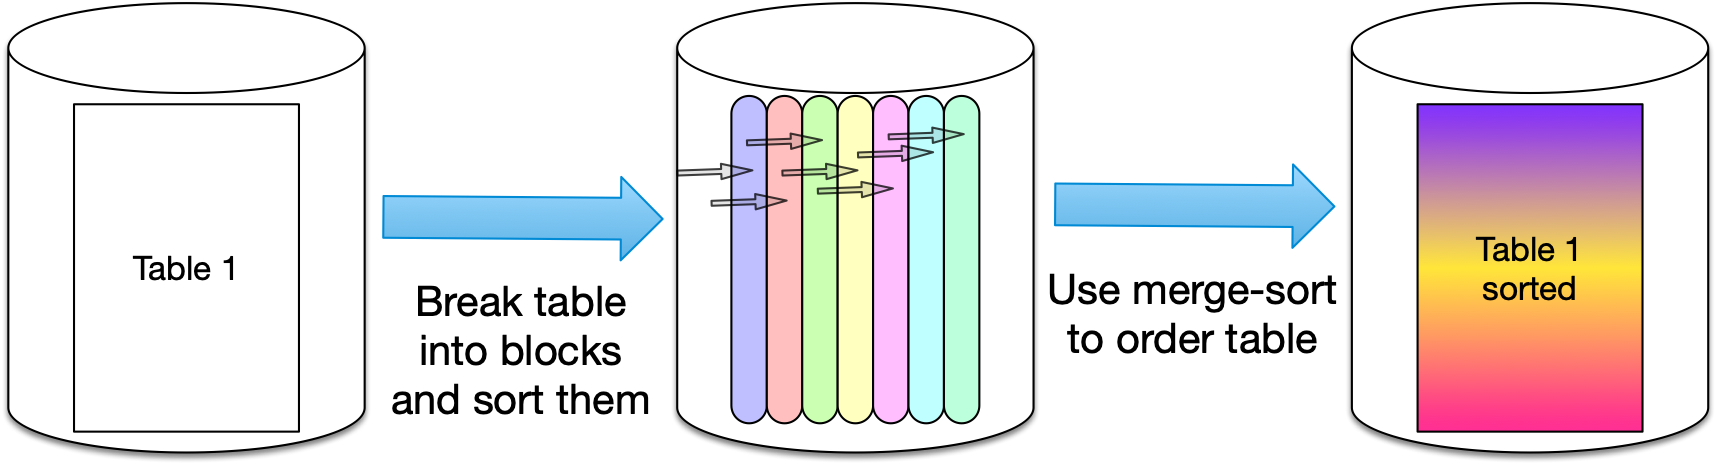 Table 1
Break table
into blocks
and sort them
Use merge-sort
to order table
Table 1
sorted